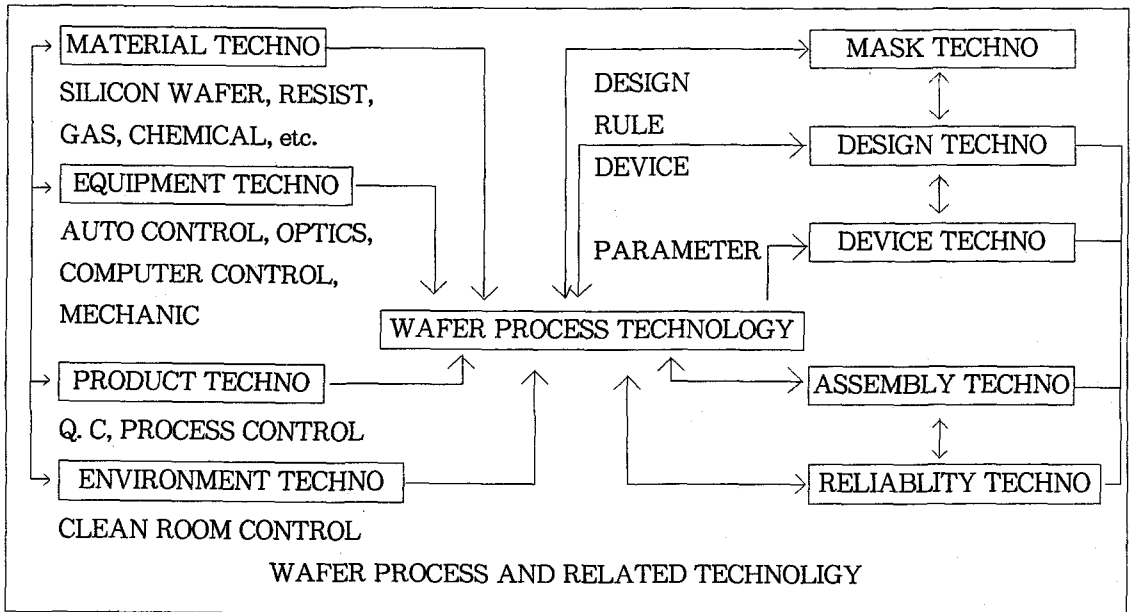 MATERIAL TECHNO
SILICON WAFER, RESIST,
GAS, CHEMICAL, etc.
EQUIPMENT TECHNO
AUTO CONTROL, OPTICS,
COMPUTER CONTROL,
MECHANIC
PRODUCT TECHNO
Q. C, PROCESS CONTROL
ENVIRONMENT TECHNO
CLEAN ROOM CONTROL
WAFER PROCESS TECHNOLOGY
DESIGN
RULE
DEVICE
PARAMETER
MASK TECHNO
DESIGN TECHNO
DEVICE TECHNO
ASSEMBLY TECHNO
RELIABLITY TECHNO
WAFER PROCESS AND RELATED TECHNOLIGY